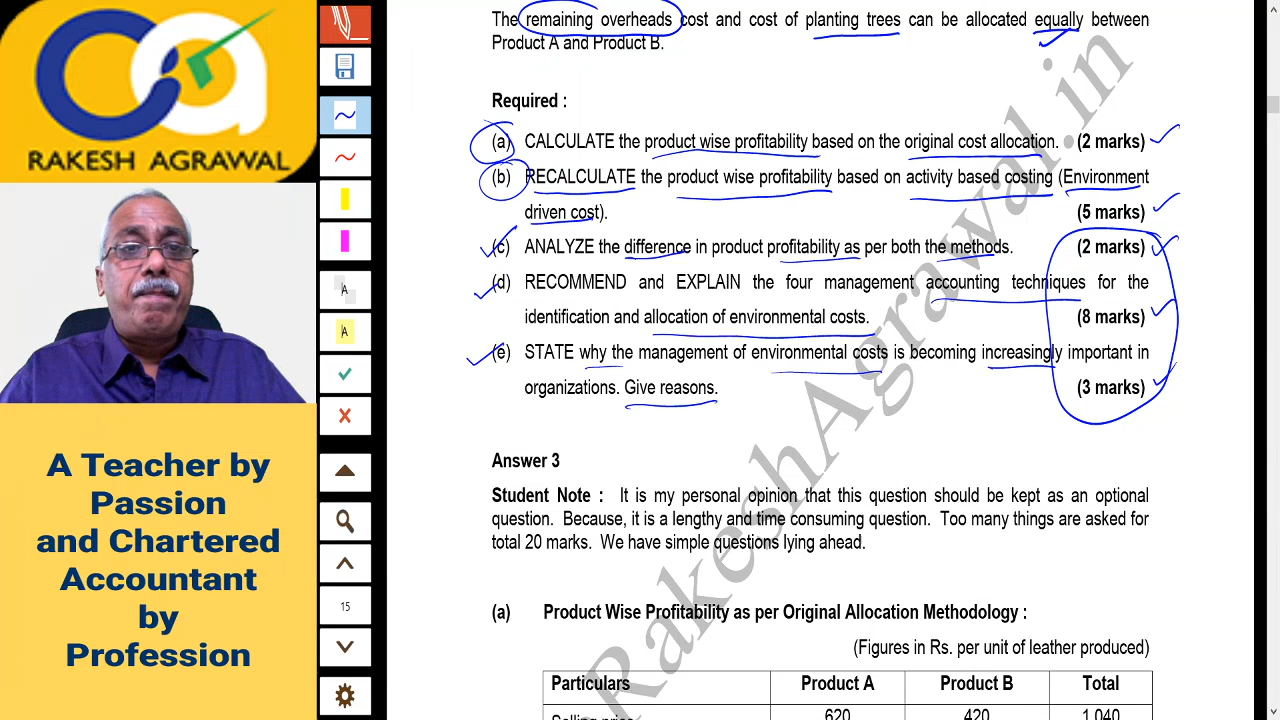 RAKESH AGRAWAL
A Teacher by
Passion
and Chartered
Accountant
by
Profession
A
A
15
The remaining overheads cost and cost of planting trees can be allocated equally between
Product A and Product B.
Required :
(a) CALCULATE the product wise profitability based on the original cost allocation. (2 marks)
(b) RECALCULATE the product wise profitability based on activity based costing (Environment
driven cost). (5 marks)
(c) ANALYZE the difference in product profitability as per both the methods. (2 marks)
(d) RECOMMEND and EXPLAIN the four management accounting techniques for the
identification and allocation of environmental costs. (8 marks)
(e) STATE why the management of environmental costs is becoming increasingly important in
organizations. Give reasons. (3 marks)
Answer 3
Student Note : It is my personal opinion that this question should be kept as an optional
question. Because, it is a lengthy and time consuming question. Too many things are asked for
total 20 marks. We have simple questions lying ahead.
(a) Product Wise Profitability as per Original Allocation Methodology :
(Figures in Rs. per unit of leather produced)
Particulars Product A Product B Total
Selling price 620 420 1,040
RakeshAgrawal.in